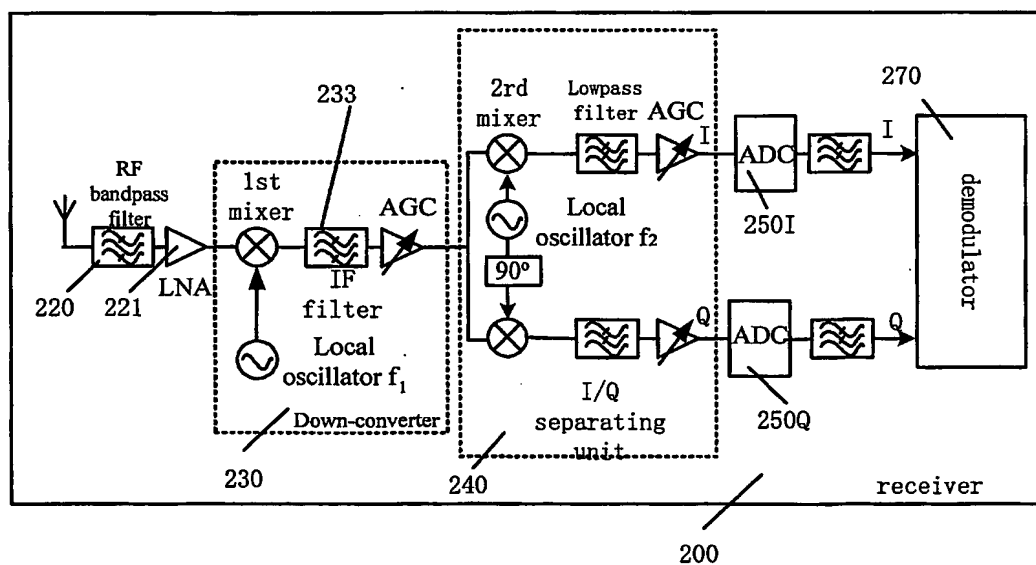 233
270
2rd
mixer
Lowpass
filter
AGC
I
ADC
I
250I
RF
bandpass
filter
1st
mixer
AGC
Local
oscillator f2
90°
demodulator
220
221
LNA
IF
filter
Local
oscillator f1
Down-converter
230
Q
ADC
Q
250Q
I/Q
separating
unit
240
receiver
200